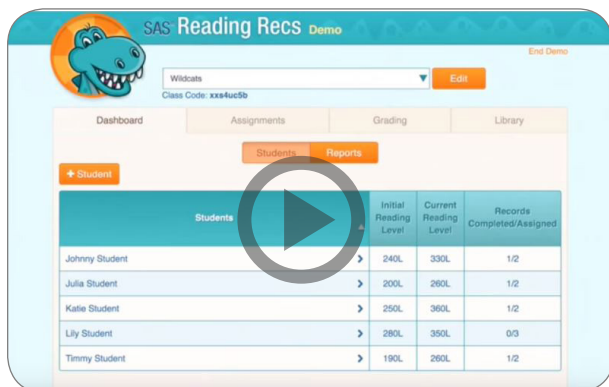 SAS® Reading Recs Demo
End Demo
Wildcats
Edit
Class Code: xxs4uc5b
Dashboard Assignments Grading Library
Students Reports
+ Student
Students Initial Reading Level Current Reading Level Records Completed/Assigned
Johnny Student 240L 330L 1/2
Julia Student 200L 260L 1/2
Katie Student 250L 360L 1/2
Lily Student 280L 350L 0/3
Timmy Student 190L 260L 1/2